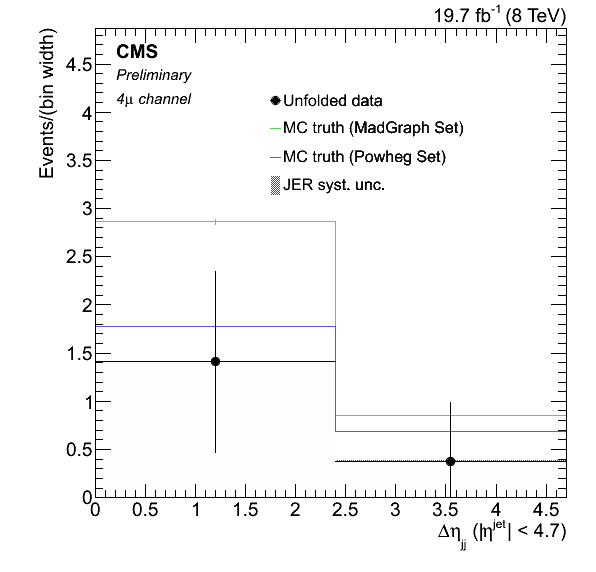 19.7 fb⁻¹ (8 TeV)
Events/(bin width)
CMS
Preliminary
4μ channel
Unfolded data
MC truth (MadGraph Set)
MC truth (Powheg Set)
JER syst. unc.
4.5
4
3.5
3
2.5
2
1.5
1
0.5
0
0 0.5 1 1.5 2 2.5 3 3.5 4 4.5
Δη_jj (|η^jet| < 4.7)